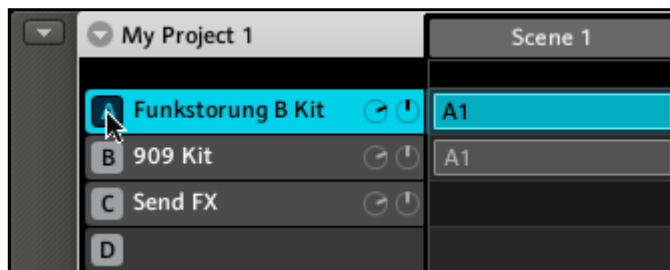 My Project 1 Scene 1
A Funkstorung B Kit A1
B 909 Kit A1
C Send FX
D